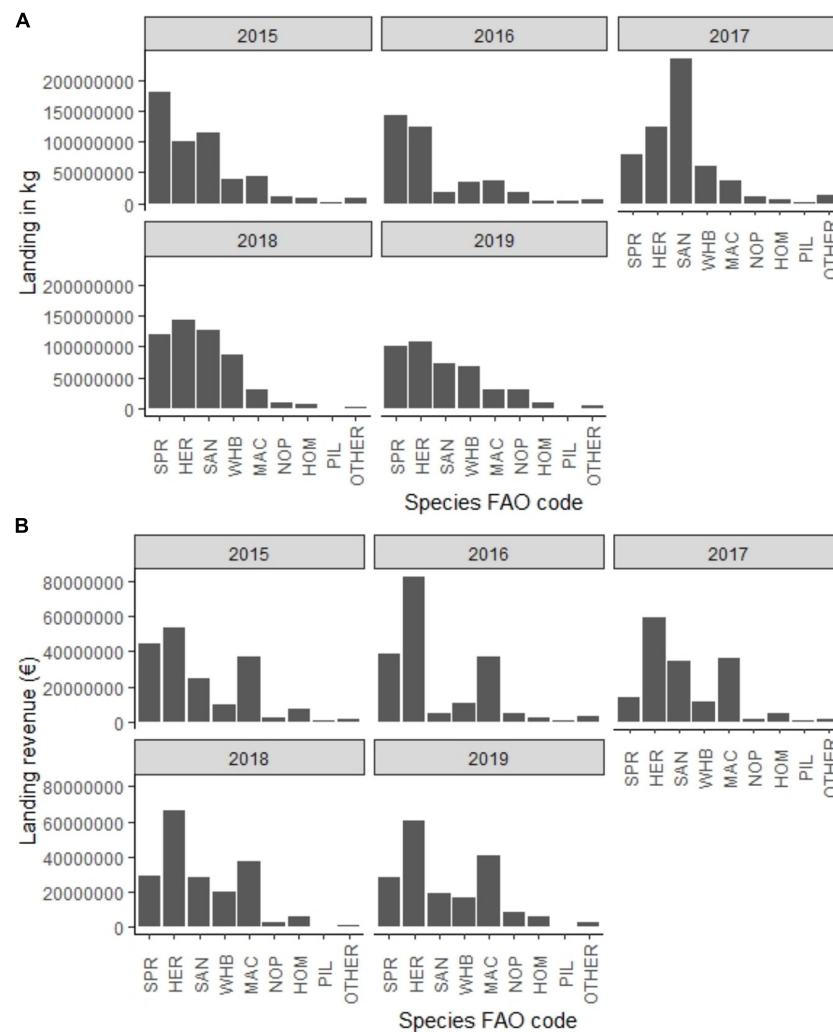 A
2015 2016 2017
Landing in kg
200000000
150000000
100000000
50000000
0
SPR HER SAN WHB MAC NOP HOM PIL OTHER
2018 2019
200000000
150000000
100000000
50000000
0
SPR HER SAN WHB MAC NOP HOM PIL OTHER SPR HER SAN WHB MAC NOP HOM PIL OTHER
Species FAO code
B
2015 2016 2017
Landing revenue (€)
80000000
60000000
40000000
20000000
0
SPR HER SAN WHB MAC NOP HOM PIL OTHER
2018 2019
80000000
60000000
40000000
20000000
0
SPR HER SAN WHB MAC NOP HOM PIL OTHER SPR HER SAN WHB MAC NOP HOM PIL OTHER
Species FAO code